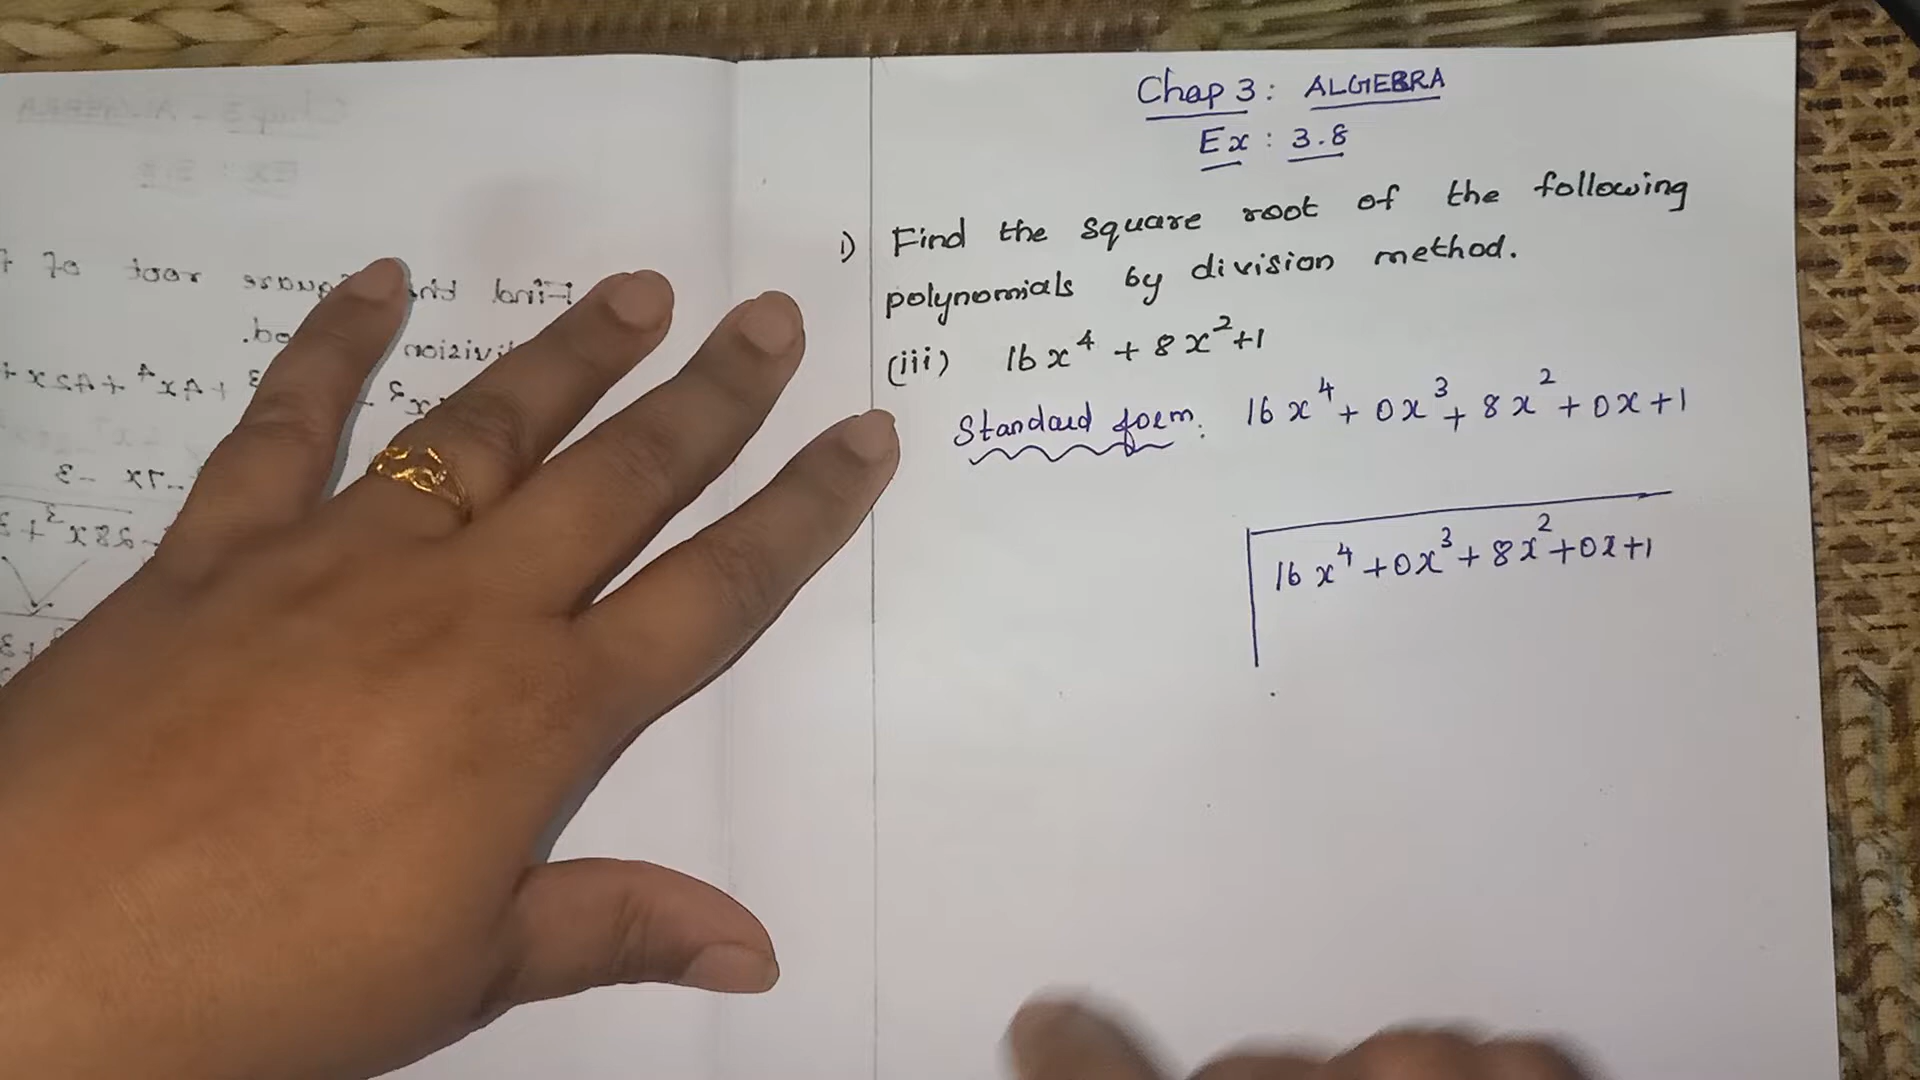 Chap 3: ALGEBRA
Ex : 3.8
1) Find the square root of the following
polynomials by division method.
(iii) 16x⁴ + 8x² + 1
Standard form: 16x⁴ + 0x³ + 8x² + 0x + 1
16x⁴ + 0x³ + 8x² + 0x + 1